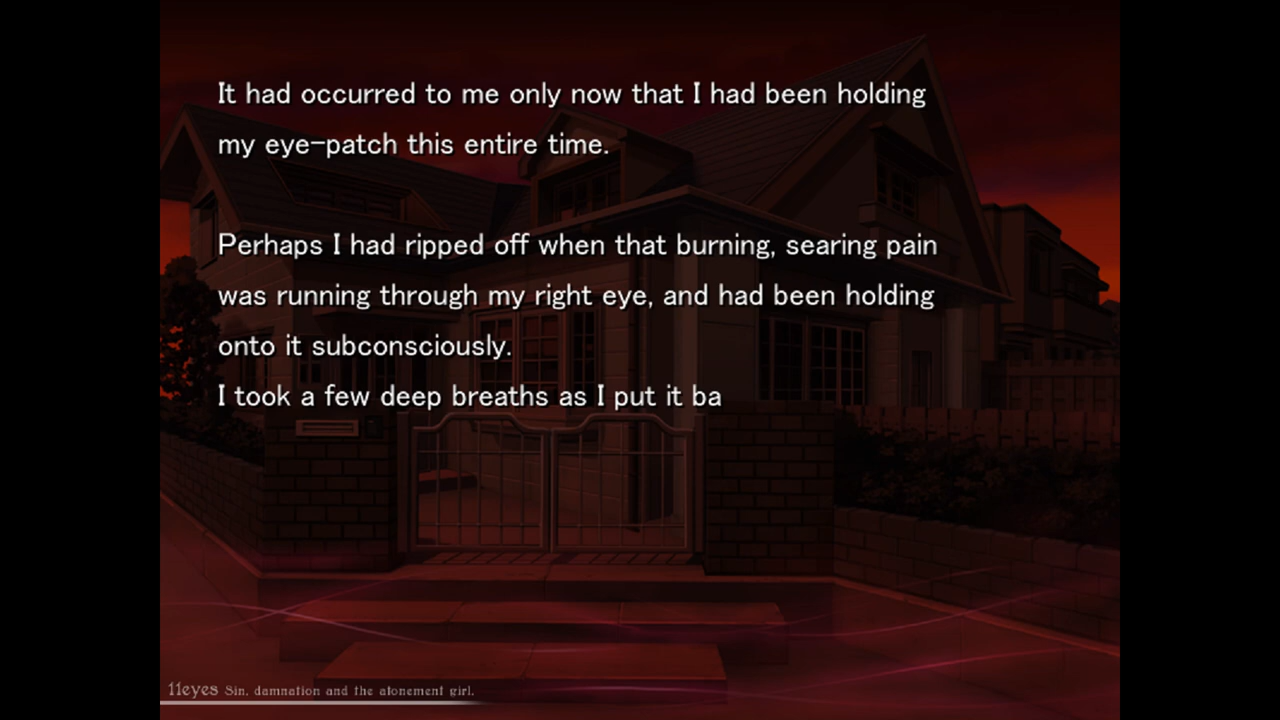 It had occurred to me only now that I had been holding
my eye-patch this entire time.
Perhaps I had ripped off when that burning, searing pain
was running through my right eye, and had been holding
onto it subconsciously.
I took a few deep breaths as I put it ba
11eyes Sin, damnation and the atonement girl.